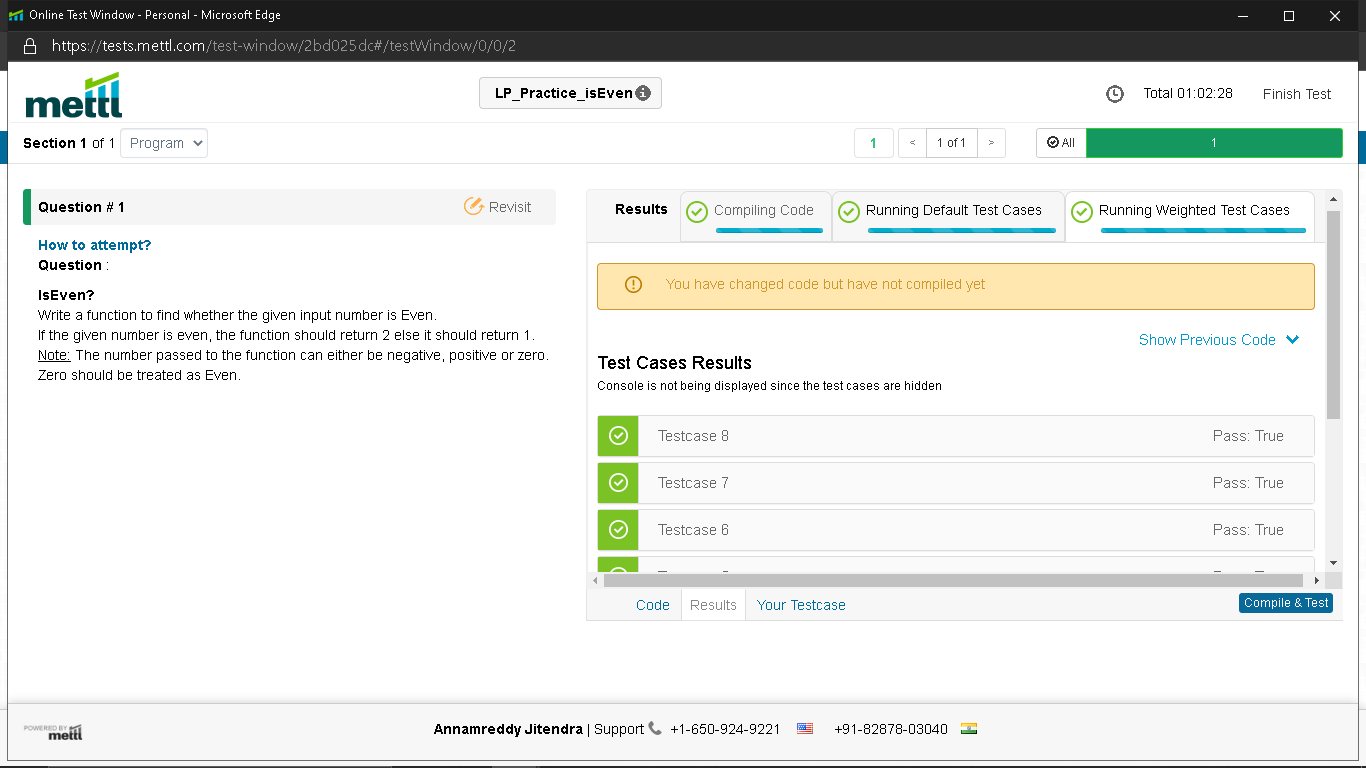 Online Test Window - Personal - Microsoft Edge
https://tests.mettl.com/test-window/2bd025dc#/testWindow/0/0/2
mettl
LP_Practice_isEven
Total 01:02:28
Finish Test
Section 1 of 1
Program
1
<
1 of 1
>
All
1
Question # 1
Revisit
How to attempt?
Question :
IsEven?
Write a function to find whether the given input number is Even.
If the given number is even, the function should return 2 else it should return 1.
Note: The number passed to the function can either be negative, positive or zero.
Zero should be treated as Even.
Results
Compiling Code
Running Default Test Cases
Running Weighted Test Cases
You have changed code but have not compiled yet
Show Previous Code
Test Cases Results
Console is not being displayed since the test cases are hidden
Testcase 8
Pass: True
Testcase 7
Pass: True
Testcase 6
Pass: True
Code
Results
Your Testcase
Compile & Test
POWERED BY
mettl
Annamreddy Jitendra | Support +1-650-924-9221
+91-82878-03040